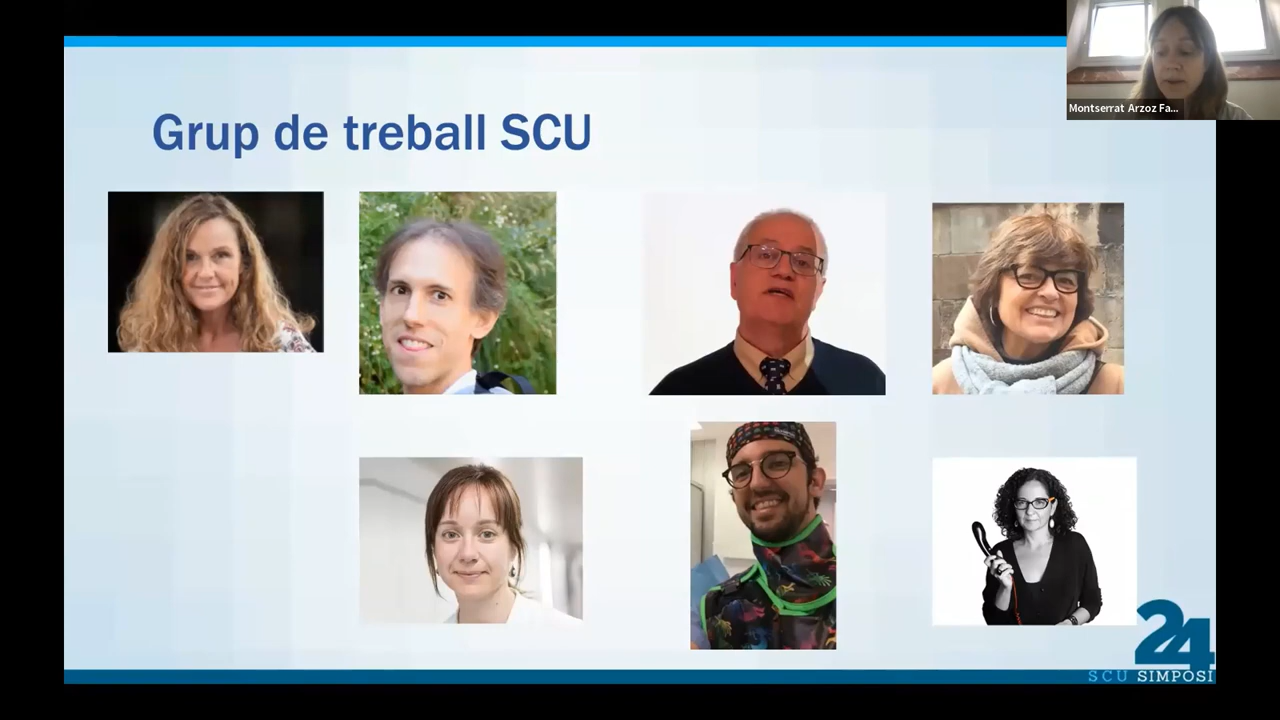 Montserrat Arzoz Fa...
Grup de treball SCU
24
SCU SIMPOSI